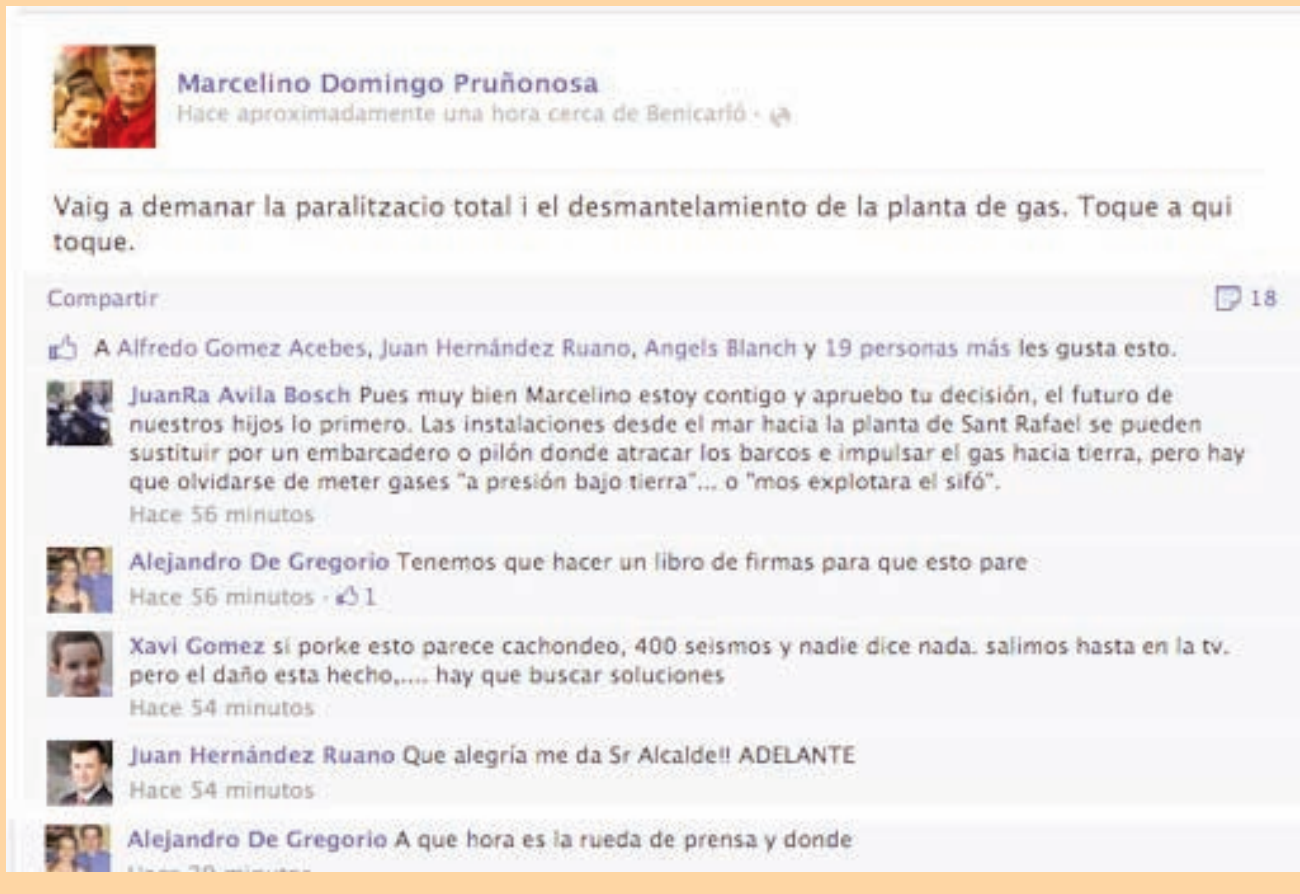 Marcelino Domingo Pruñonosa
Hace aproximadamente una hora cerca de Benicarló ·
Vaig a demanar la paralitzacio total i el desmantelamiento de la planta de gas. Toque a qui
toque.
Compartir 18
A Alfredo Gomez Acebes, Juan Hernández Ruano, Angels Blanch y 19 personas más les gusta esto.
JuanRa Avila Bosch Pues muy bien Marcelino estoy contigo y apruebo tu decisión, el futuro de
nuestros hijos lo primero. Las instalaciones desde el mar hacia la planta de Sant Rafael se pueden
sustituir por un embarcadero o pilón donde atracar los barcos e impulsar el gas hacia tierra, pero hay
que olvidarse de meter gases "a presión bajo tierra"... o "mos explotara el sifó".
Hace 56 minutos
Alejandro De Gregorio Tenemos que hacer un libro de firmas para que esto pare
Hace 56 minutos · 1
Xavi Gomez si porke esto parece cachondeo, 400 seismos y nadie dice nada. salimos hasta en la tv.
pero el daño esta hecho,.... hay que buscar soluciones
Hace 54 minutos
Juan Hernández Ruano Que alegría me da Sr Alcalde!! ADELANTE
Hace 54 minutos
Alejandro De Gregorio A que hora es la rueda de prensa y donde